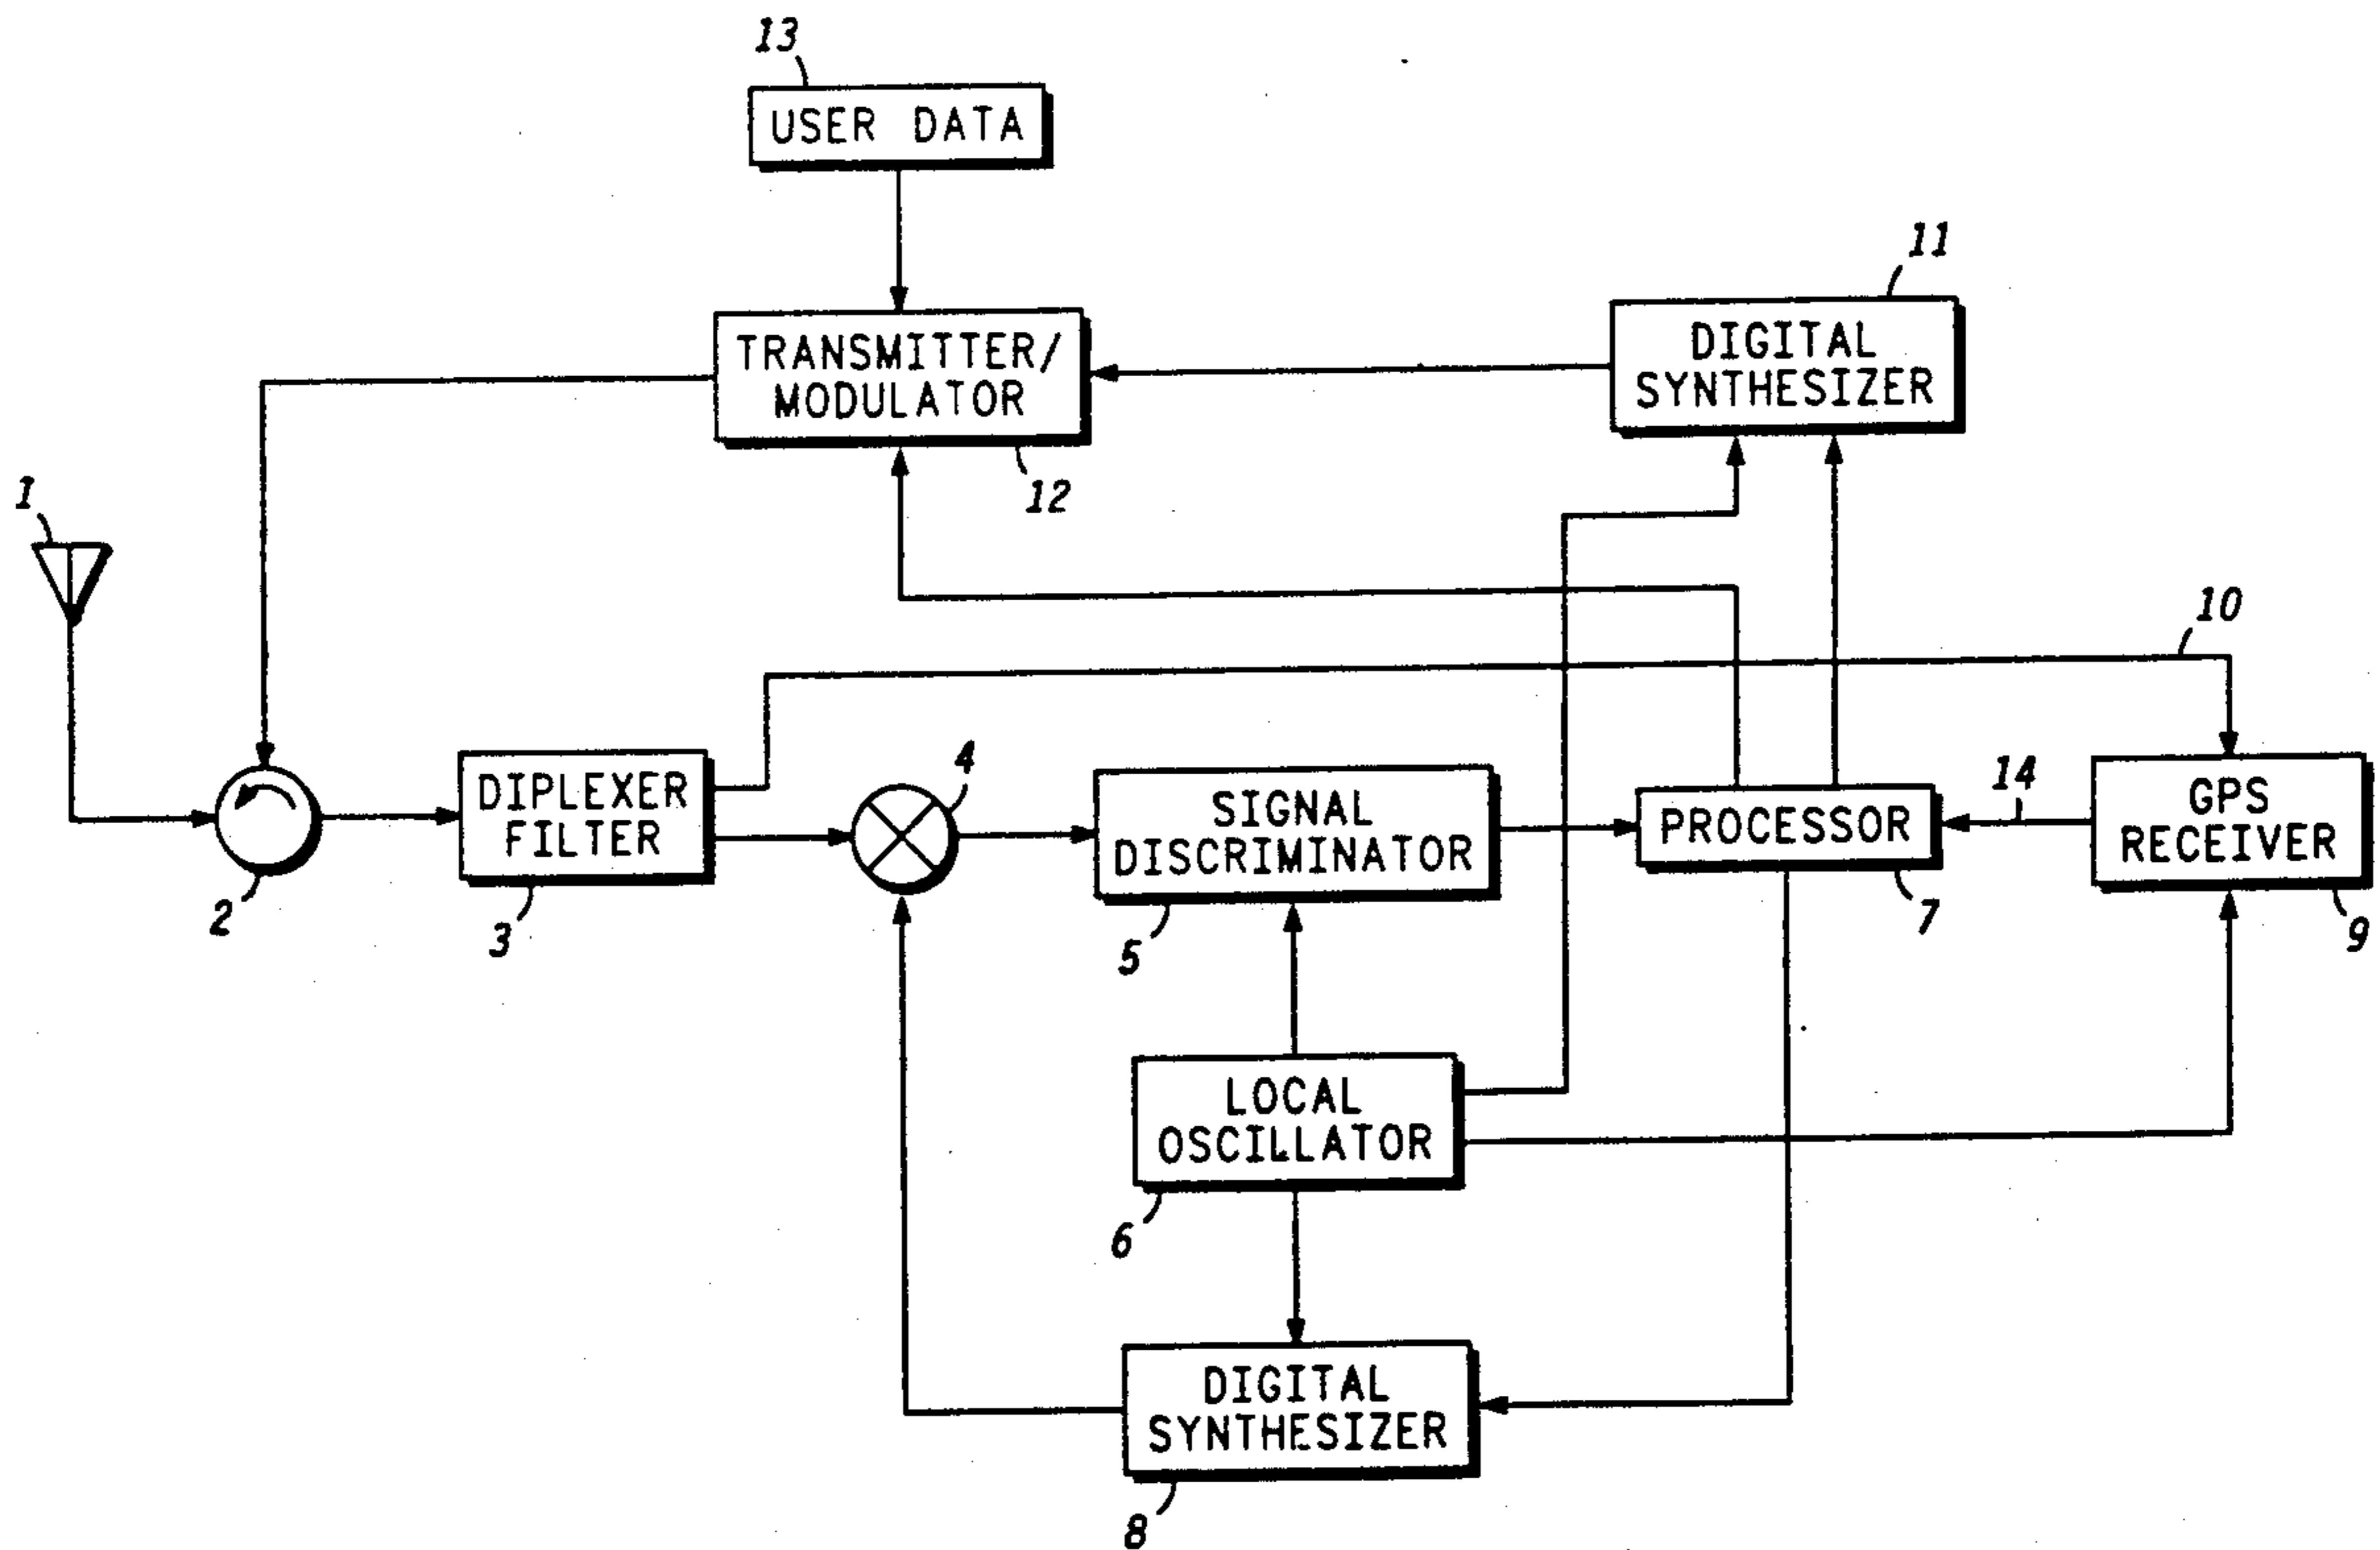 13
USER DATA
11
DIGITAL
SYNTHESIZER
TRANSMITTER/
MODULATOR
12
1
10
DIPLEXER
FILTER
4
SIGNAL
DISCRIMINATOR
PROCESSOR
14
GPS
RECEIVER
2
3
5
7
9
LOCAL
OSCILLATOR
6
DIGITAL
SYNTHESIZER
8